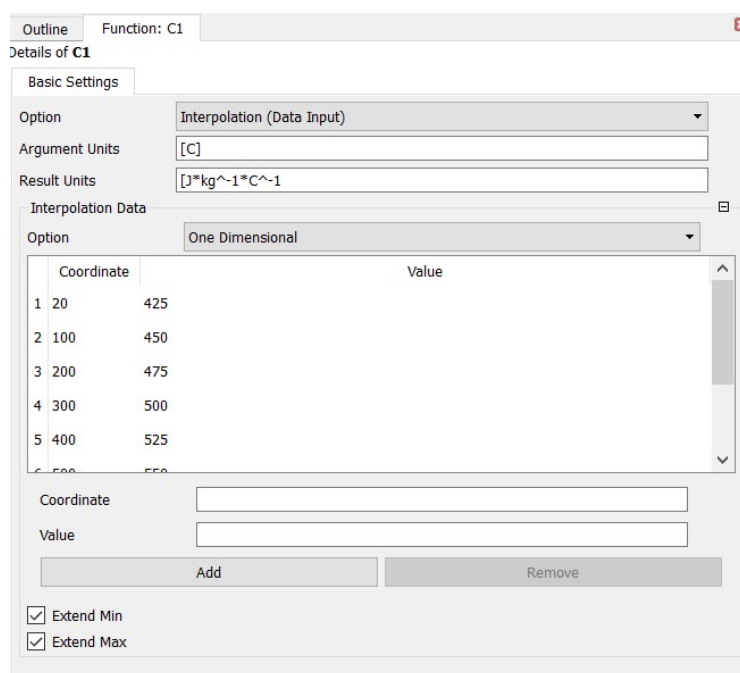 Outline Function: C1
Details of C1
Basic Settings
Option Interpolation (Data Input)
Argument Units [C]
Result Units [J*kg^-1*C^-1
Interpolation Data
Option One Dimensional
Coordinate Value
1 20 425
2 100 450
3 200 475
4 300 500
5 400 525
Coordinate
Value
Add Remove
Extend Min
Extend Max